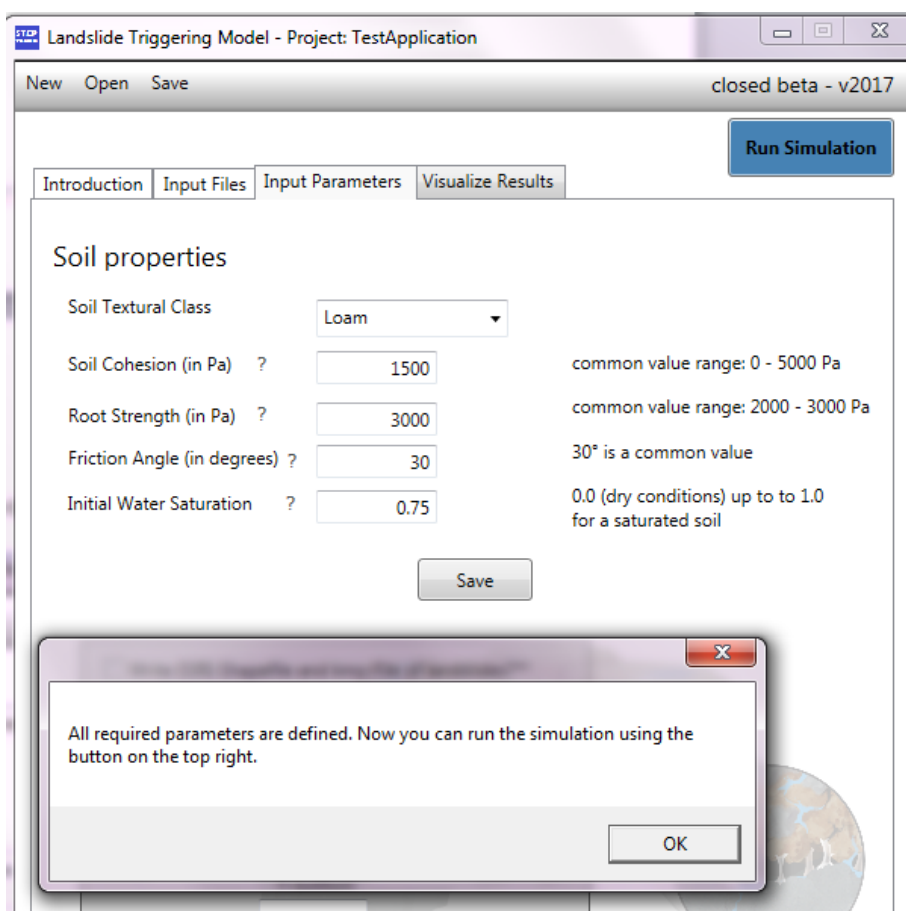 Landslide Triggering Model - Project: TestApplication
New Open Save
closed beta - v2017
Run Simulation
Introduction
Input Files
Input Parameters
Visualize Results
Soil properties
Soil Textural Class
Loam
Soil Cohesion (in Pa) ?
1500
common value range: 0 - 5000 Pa
Root Strength (in Pa) ?
3000
common value range: 2000 - 3000 Pa
Friction Angle (in degrees) ?
30
30° is a common value
Initial Water Saturation ?
0.75
0.0 (dry conditions) up to to 1.0
for a saturated soil
Save
All required parameters are defined. Now you can run the simulation using the
button on the top right.
OK